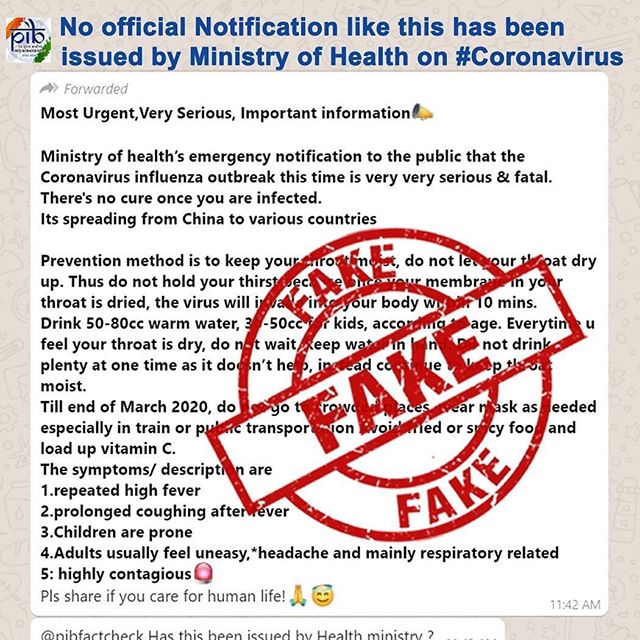 pib
No official Notification like this has been
issued by Ministry of Health on #Coronavirus
Forwarded
Most Urgent,Very Serious, Important information
Ministry of health's emergency notification to the public that the
Coronavirus influenza outbreak this time is very very serious & fatal.
There's no cure once you are infected.
Its spreading from China to various countries
Prevention method is to keep your throat moist, do not let your throat dry
up. Thus do not hold your thirst because once your membrane in your
throat is dried, the virus will invade into your body within 10 mins.
Drink 50-80cc warm water, 30-50cc for kids, according to age. Everytime u
feel your throat is dry, do not wait, keep water in hand. Do not drink
plenty at one time as it doesn't help, instead continue to keep throat
moist.
Till end of March 2020, do not go to crowded places, wear mask as needed
especially in train or public transportation Avoid fried or spicy food and
load up vitamin C.
The symptoms/ description are
1.repeated high fever
2.prolonged coughing after fever
3.Children are prone
4.Adults usually feel uneasy,*headache and mainly respiratory related
5: highly contagious
Pls share if you care for human life!
11:42 AM
FAKE
FAKE
FAKE
@pibfactcheck Has this been issued by Health ministry ?